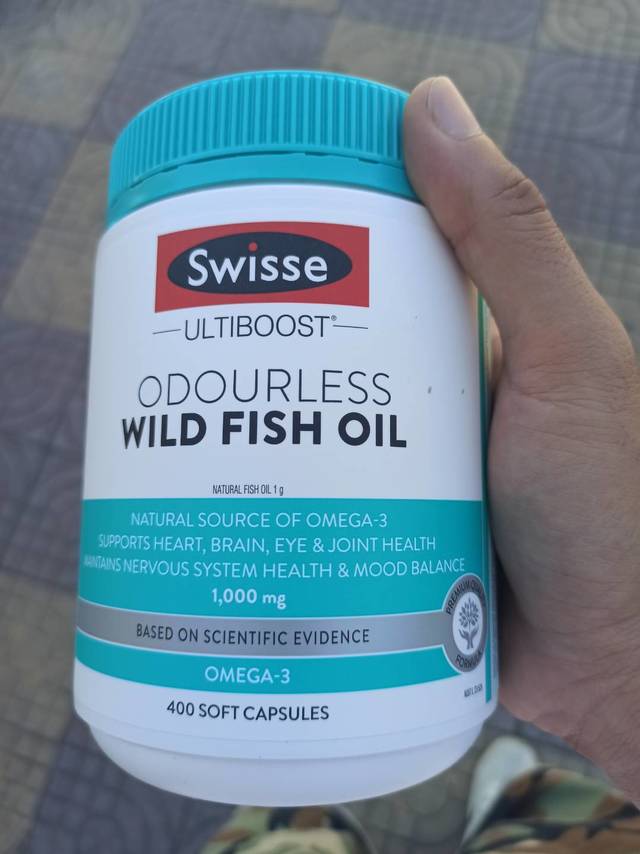 Swisse
ULTIBOOST®
ODOURLESS
WILD FISH OIL
NATURAL FISH OIL 1 g
NATURAL SOURCE OF OMEGA-3
SUPPORTS HEART, BRAIN, EYE & JOINT HEALTH
MAINTAINS NERVOUS SYSTEM HEALTH & MOOD BALANCE
1,000 mg
PREMIUM
FORMULA
BASED ON SCIENTIFIC EVIDENCE
OMEGA-3
400 SOFT CAPSULES